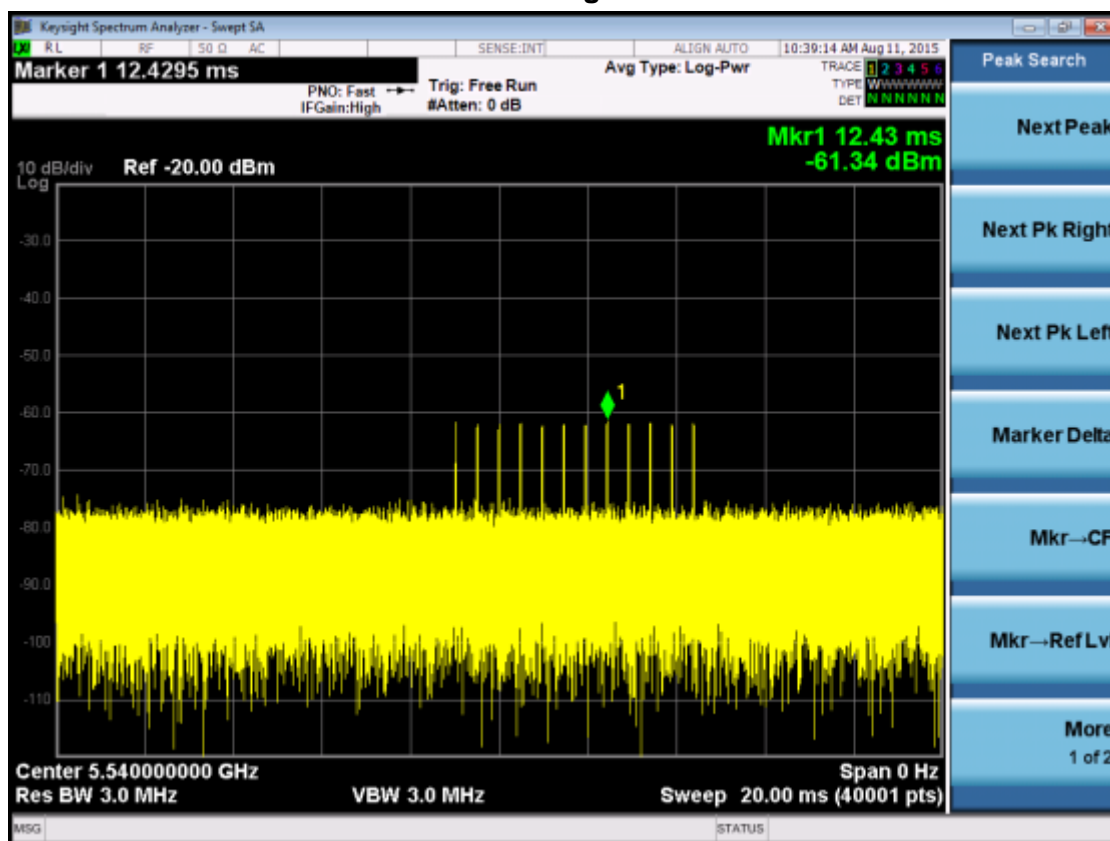 Keysight Spectrum Analyzer - Swept SA
RL RF 50 Ω AC SENSE:INT ALIGN AUTO 10:39:14 AM Aug 11, 2015
Marker 1 12.4295 ms
PNO: Fast
IFGain:High
Trig: Free Run
#Atten: 0 dB
Avg Type: Log-Pwr
TRACE 1 2 3 4 5 6
TYPE WWWWWW
DET N N N N N N
Peak Search
Mkr1 12.43 ms
-61.34 dBm
10 dB/div Ref -20.00 dBm
Log
-30.0
-40.0
-50.0
-60.0
-70.0
-80.0
-90.0
-100
-110
1
Center 5.540000000 GHz
Span 0 Hz
Res BW 3.0 MHz
VBW 3.0 MHz
Sweep 20.00 ms (40001 pts)
MSG
STATUS
Next Peak
Next Pk Right
Next Pk Left
Marker Delta
Mkr→CF
Mkr→Ref Lv
More
1 of 2